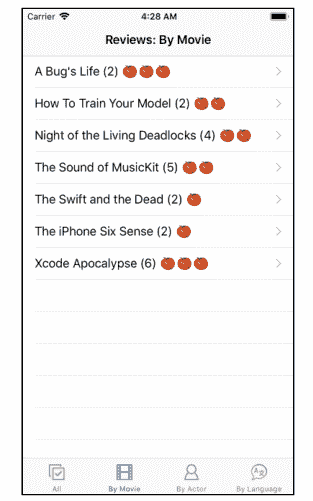 Carrier 4:28 AM
Reviews: By Movie
A Bug's Life (2)
How To Train Your Model (2)
Night of the Living Deadlocks (4)
The Sound of MusicKit (5)
The Swift and the Dead (2)
The iPhone Six Sense (2)
Xcode Apocalypse (6)
All By Movie By Actor By Language